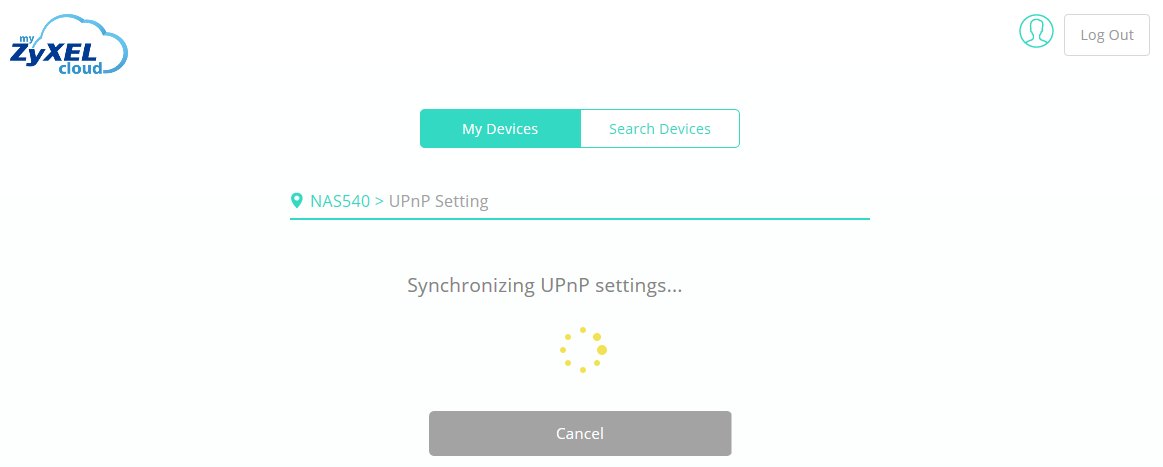 my
ZyXEL
cloud
Log Out
My Devices
Search Devices
NAS540 > UPnP Setting
Synchronizing UPnP settings...
Cancel